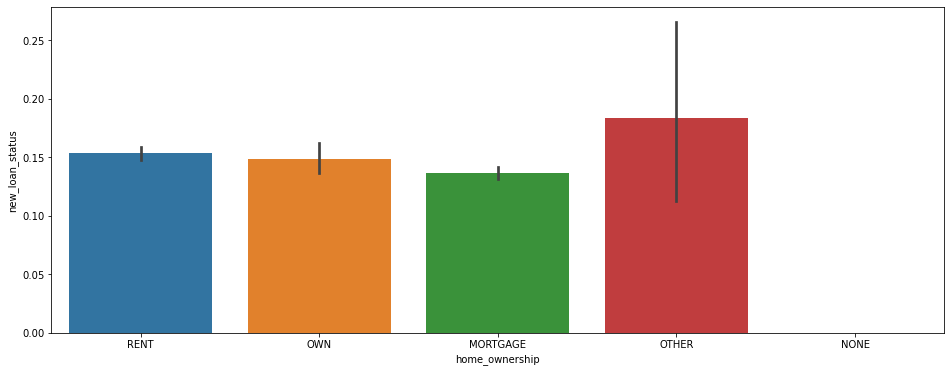 0.25
0.20
0.15
0.10
0.05
0.00
new_loan_status
RENT OWN MORTGAGE OTHER NONE
home_ownership